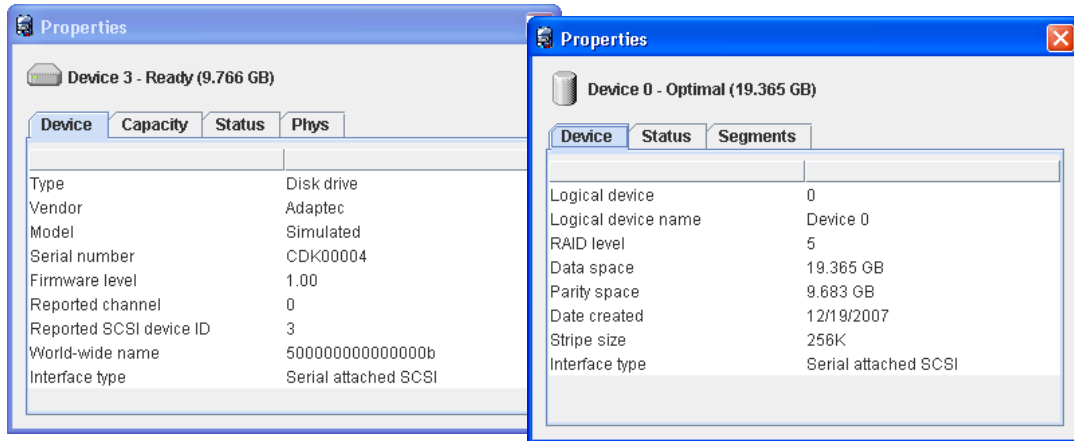 Properties
Device 3 - Ready (9.766 GB)
Device Capacity Status Phys
Type Disk drive
Vendor Adaptec
Model Simulated
Serial number CDK00004
Firmware level 1.00
Reported channel 0
Reported SCSI device ID 3
World-wide name 500000000000000b
Interface type Serial attached SCSI
Properties
Device 0 - Optimal (19.365 GB)
Device Status Segments
Logical device 0
Logical device name Device 0
RAID level 5
Data space 19.365 GB
Parity space 9.683 GB
Date created 12/19/2007
Stripe size 256K
Interface type Serial attached SCSI